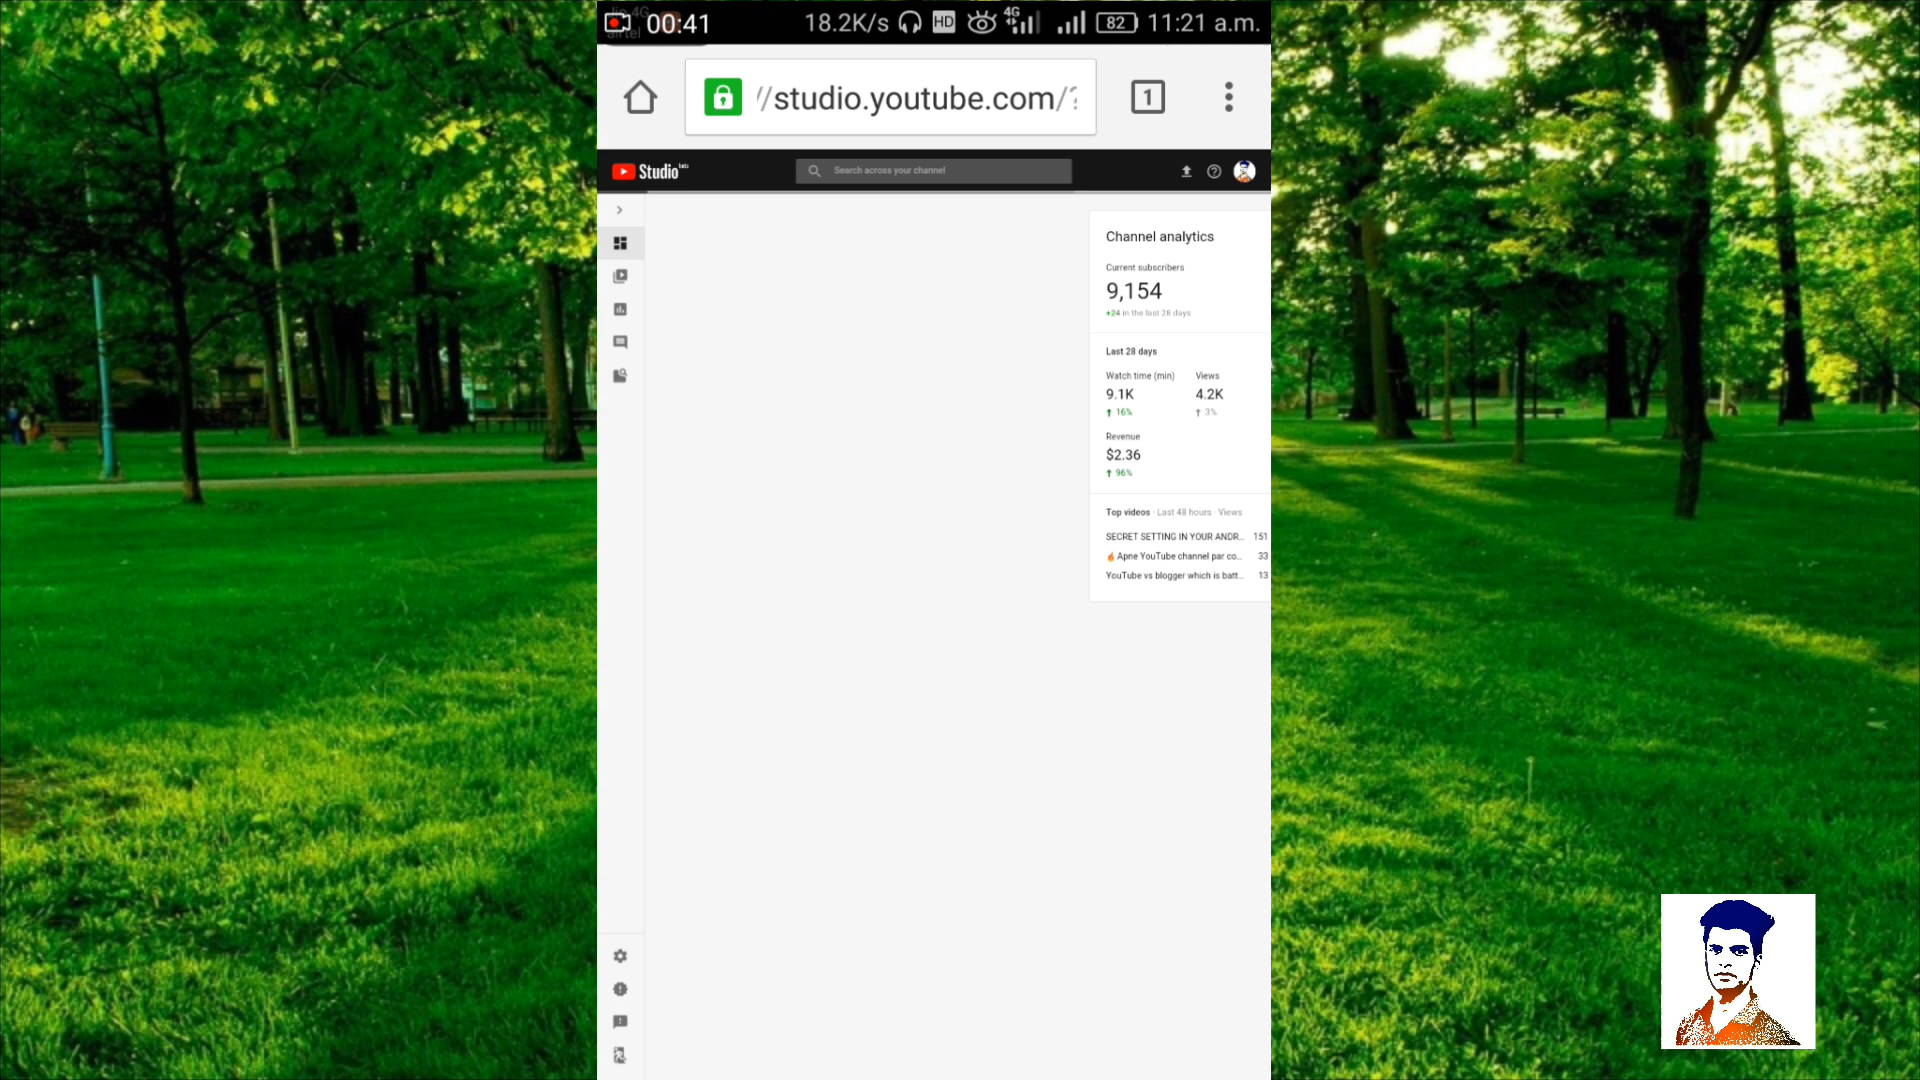 00:41 18.2K/s HD 4G 82 11:21 a.m.
//studio.youtube.com/?
1
Studio beta
Search across your channel
Channel analytics
Current subscribers
9,154
+24 in the last 28 days
Last 28 days
Watch time (min) Views
9.1K 4.2K
↑ 16% ↑ 3%
Revenue
$2.36
↑ 96%
Top videos · Last 48 hours · Views
SECRET SETTING IN YOUR ANDR... 151
🔥 Apne YouTube channel par co... 33
YouTube vs blogger which is batt... 13